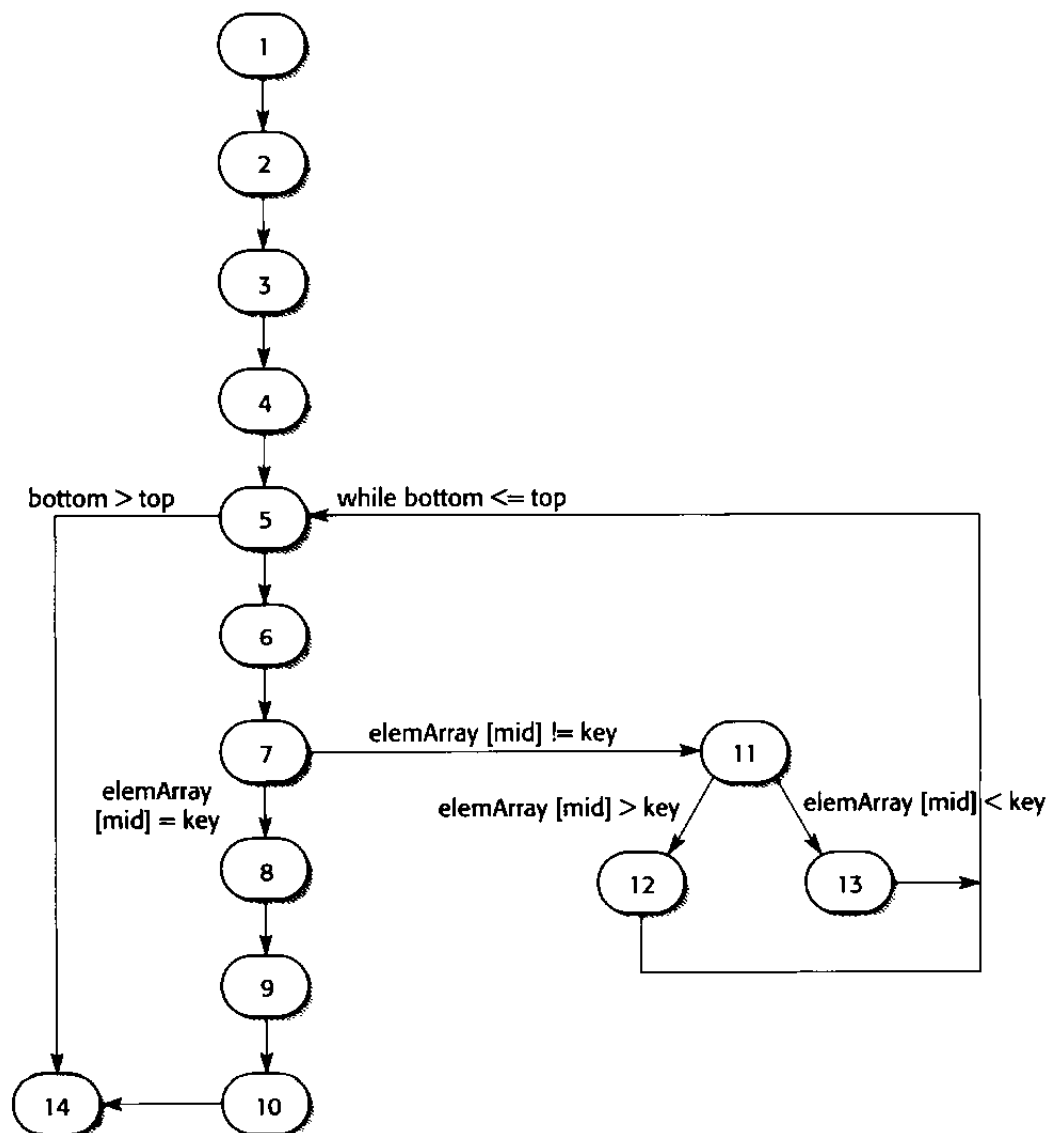 1
2
3
4
bottom > top
while bottom <= top
5
6
elemArray [mid] != key
7
11
elemArray
[mid] = key
elemArray [mid] > key
elemArray [mid] < key
8
12
13
9
14
10